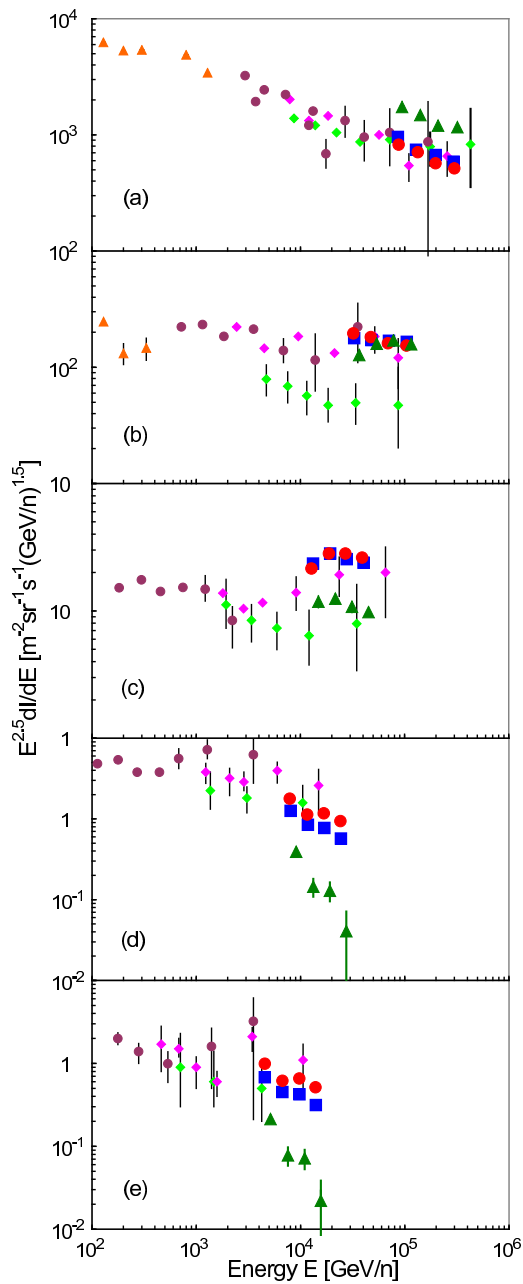 10^4
10^3
(a)
10^2
10^2
(b)
10
10
(c)
1
1
(d)
10^-1
10^-2
1
10^-1
(e)
10^-2
10^2 10^3 10^4 10^5 10^6
Energy E [GeV/n]
E^2.5dI/dE [m^-2sr^-1s^-1(GeV/n)^1.5]